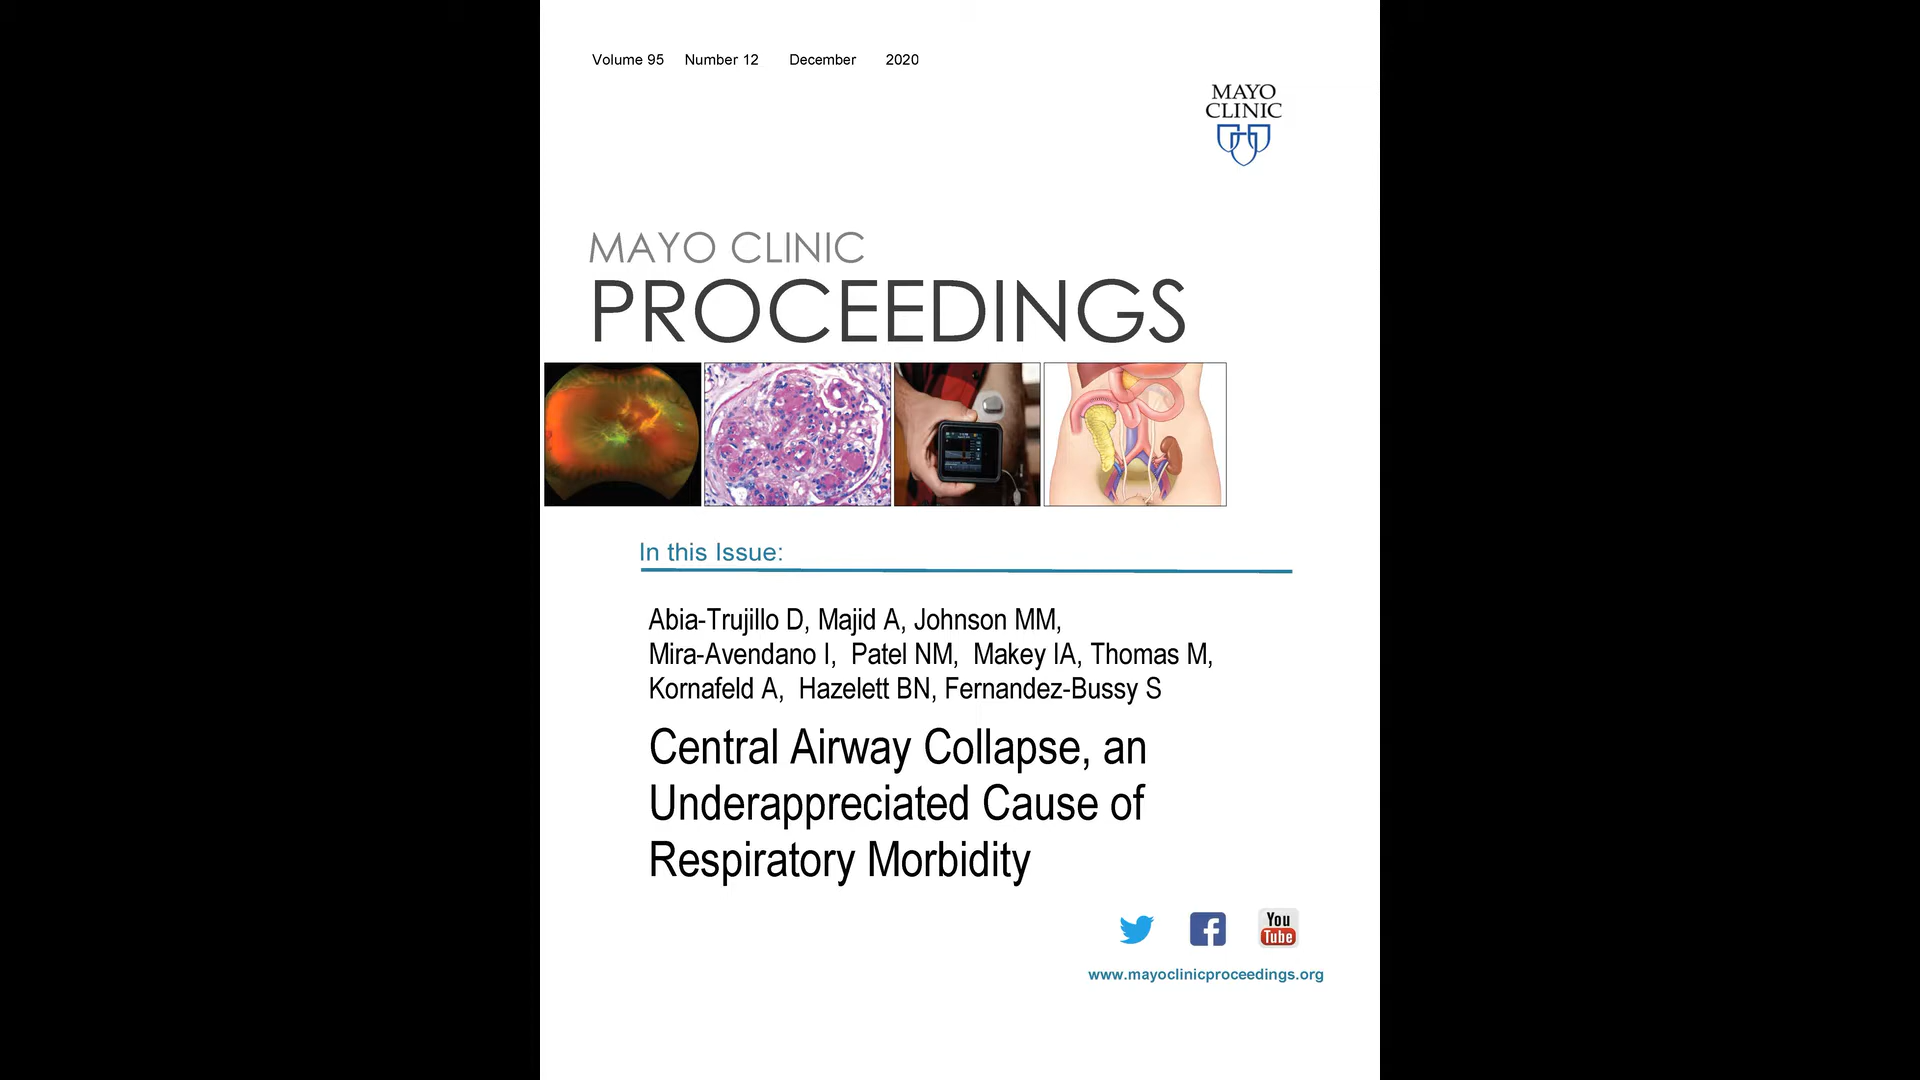 Volume 95 Number 12 December 2020
MAYO
CLINIC
MAYO CLINIC
PROCEEDINGS
In this Issue:
Abia-Trujillo D, Majid A, Johnson MM,
Mira-Avendano I, Patel NM, Makey IA, Thomas M,
Kornafeld A, Hazelett BN, Fernandez-Bussy S
Central Airway Collapse, an
Underappreciated Cause of
Respiratory Morbidity
You
Tube
www.mayoclinicproceedings.org